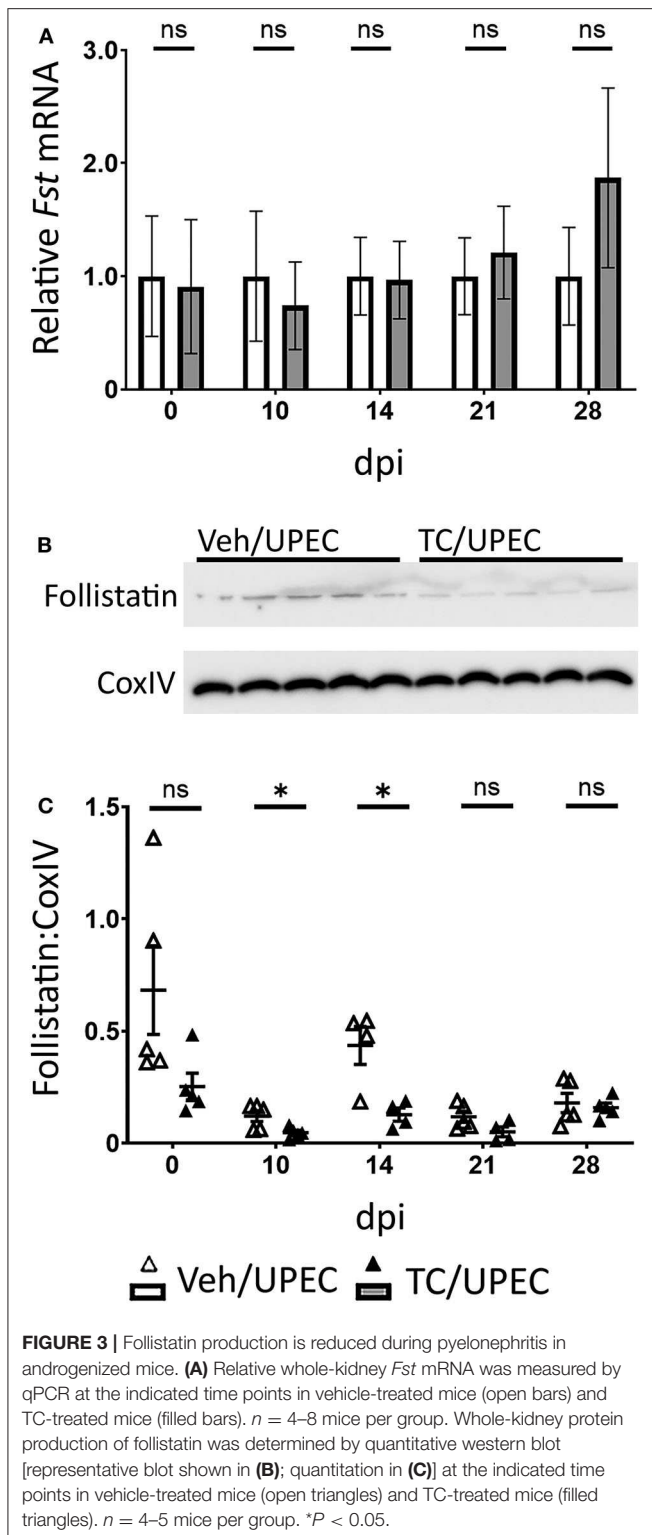 A
ns ns ns ns ns
3.0
2.0
1.0
0
Relative Fst mRNA
0 10 14 21 28
dpi
B
Veh/UPEC TC/UPEC
Follistatin
CoxIV
C
ns * * ns ns
1.5
1.0
0.5
0
Follistatin:CoxIV
0 10 14 21 28
dpi
Veh/UPEC TC/UPEC
FIGURE 3 | Follistatin production is reduced during pyelonephritis in
androgenized mice. (A) Relative whole-kidney Fst mRNA was measured by
qPCR at the indicated time points in vehicle-treated mice (open bars) and
TC-treated mice (filled bars). n = 4–8 mice per group. Whole-kidney protein
production of follistatin was determined by quantitative western blot
[representative blot shown in (B); quantitation in (C)] at the indicated time
points in vehicle-treated mice (open triangles) and TC-treated mice (filled
triangles). n = 4–5 mice per group. *P < 0.05.